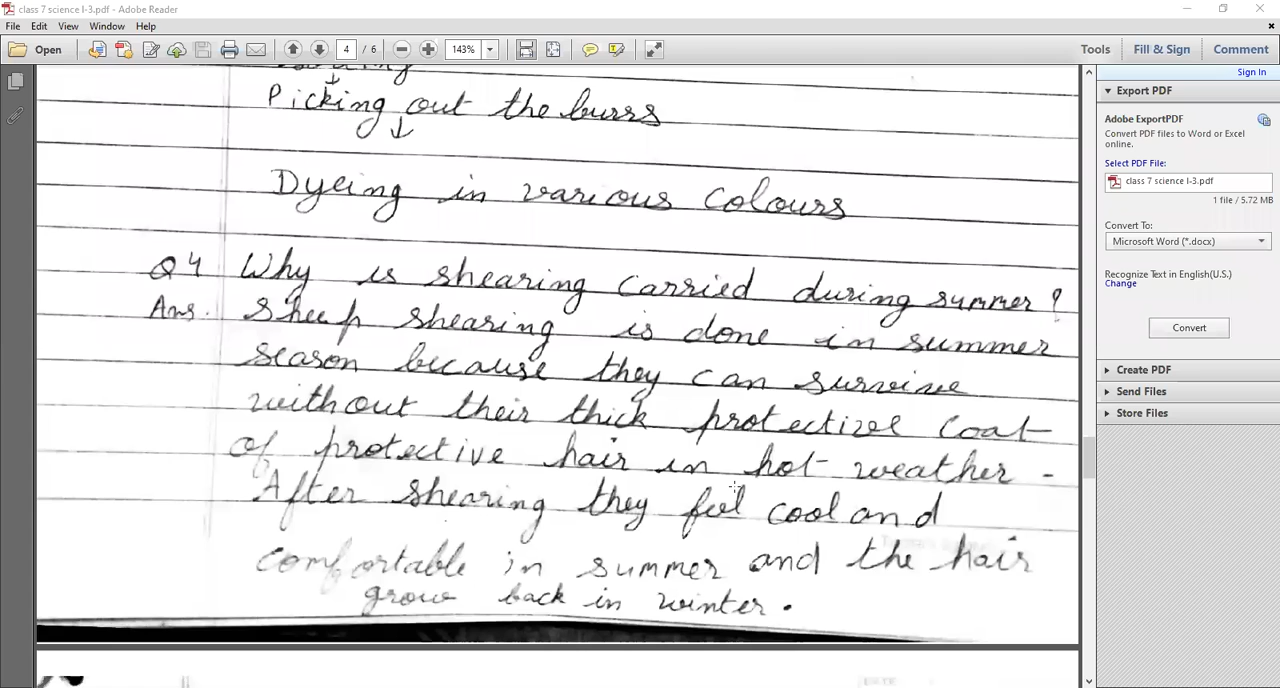 class 7 science I-3.pdf - Adobe Reader
File Edit View Window Help
Open 4 / 6 143% Tools Fill & Sign Comment
Sign In
Picking out the burrs
↓
Dyeing in various colours
Q4 Why is shearing carried during summer?
Ans. Sheep shearing is done in summer
season because they can survive
without their thick protective coat
of protective hair in hot weather -
After shearing they feel cool and
comfortable in summer and the hair
grow back in winter.
Export PDF
Adobe ExportPDF
Convert PDF files to Word or Excel
online.
Select PDF File:
class 7 science I-3.pdf
1 file / 5.72 MB
Convert To:
Microsoft Word (*.docx)
Recognize Text in English(U.S.)
Change
Convert
Create PDF
Send Files
Store Files